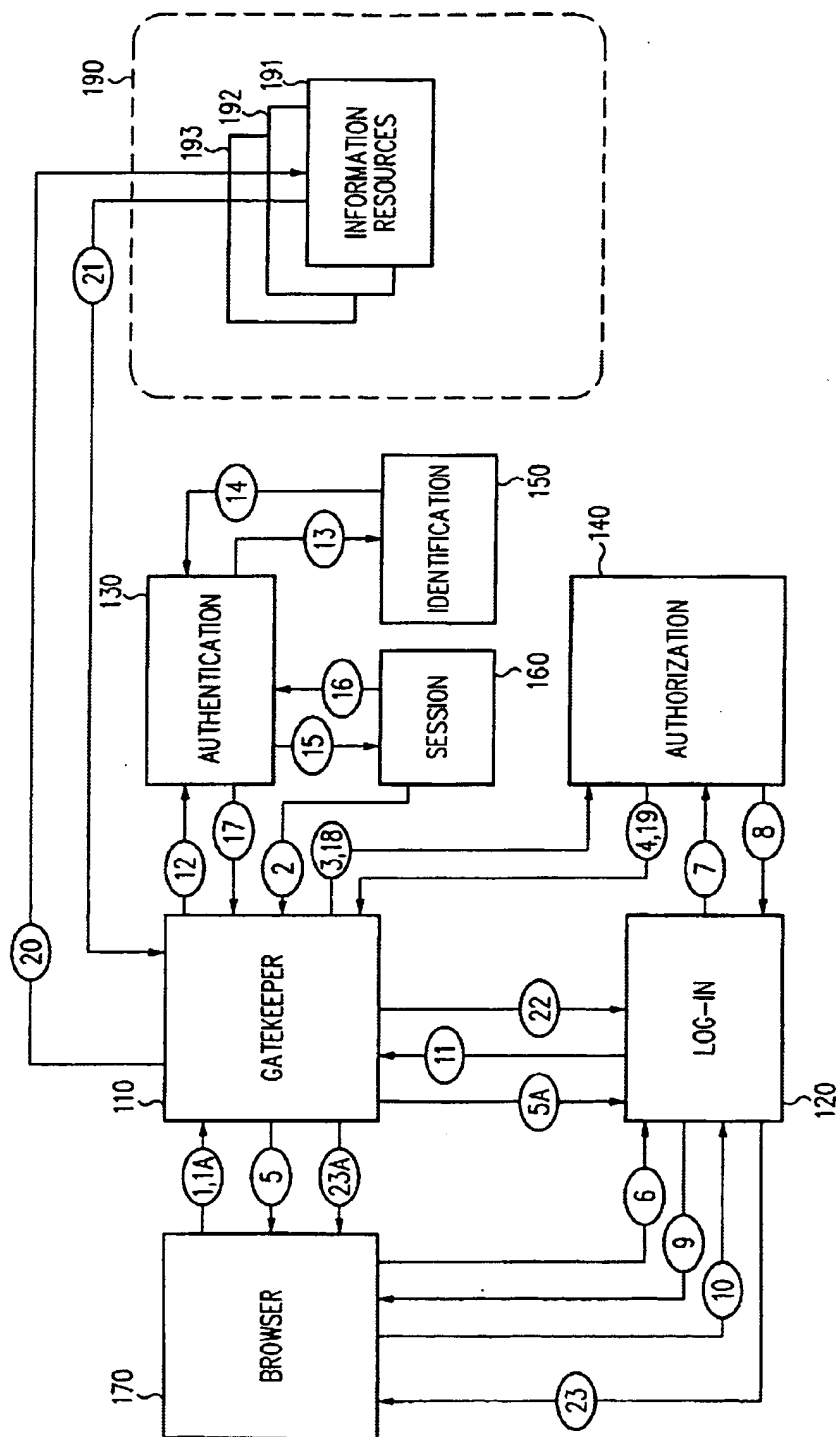 190
193
192
191
INFORMATION
RESOURCES
21
20
130
AUTHENTICATION
14
13
IDENTIFICATION
150
15
16
SESSION
160
12
17
2
3,18
4,19
140
AUTHORIZATION
7
8
110
GATEKEEPER
22
11
5A
LOG-IN
120
1,1A
5
23A
6
9
10
23
170
BROWSER